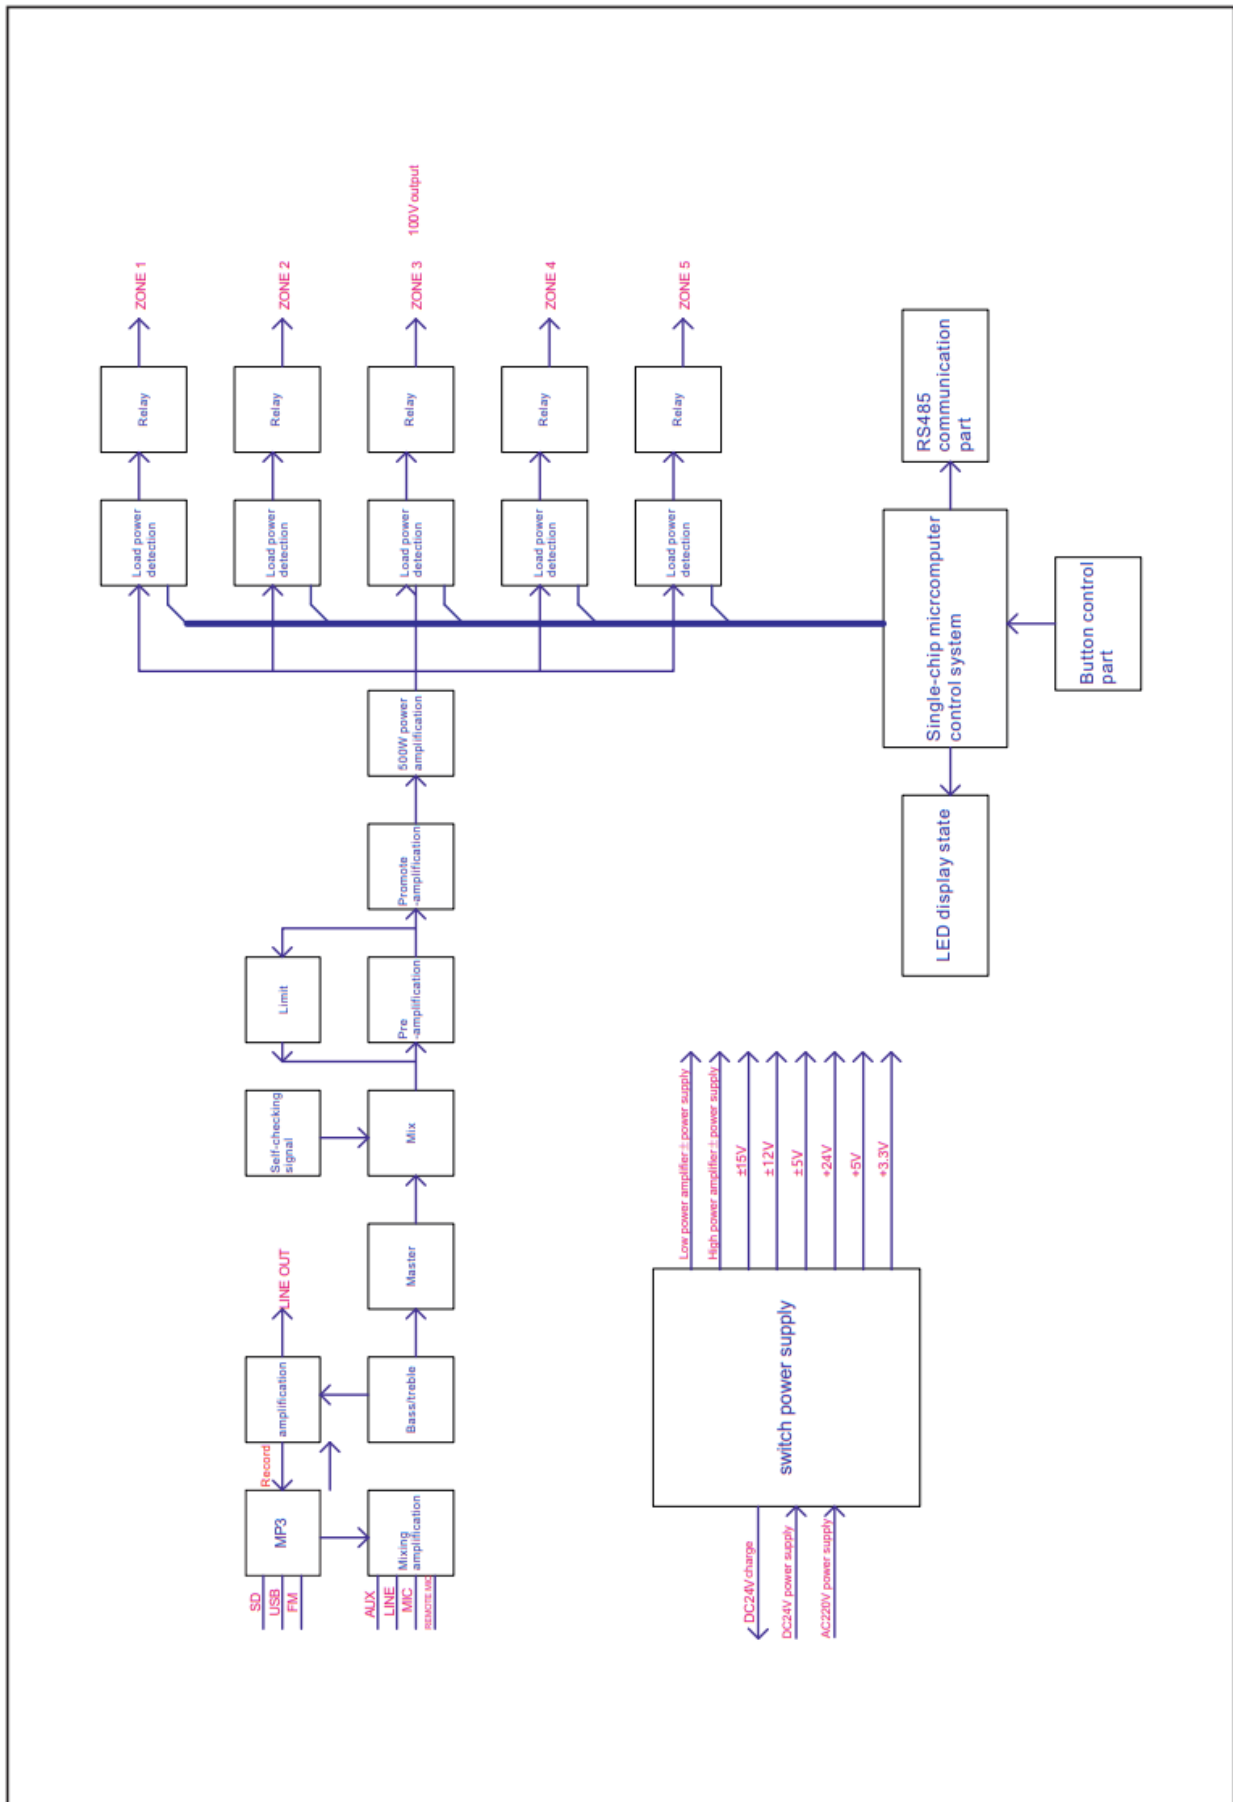 SD
USB
FM
MP3
Record
amplification
LINE OUT
AUX
LINE
MIC
REMOTE MIC
Mixing
amplification
Bass/treble
Master
Self-checking
signal
Mix
Limit
Pre
-amplification
Promote
-amplification
500W power
amplification
Load power
detection
Relay
ZONE 1
Load power
detection
Relay
ZONE 2
Load power
detection
Relay
ZONE 3
100V output
Load power
detection
Relay
ZONE 4
Load power
detection
Relay
ZONE 5
LED display state
Single-chip micrcomputer
control system
RS485
communication
part
Button control
part
DC24V charge
DC24V power supply
AC220V power supply
switch power supply
Low power amplifier ± power supply
High power amplifier ± power supply
±15V
±12V
±5V
+24V
+5V
+3.3V